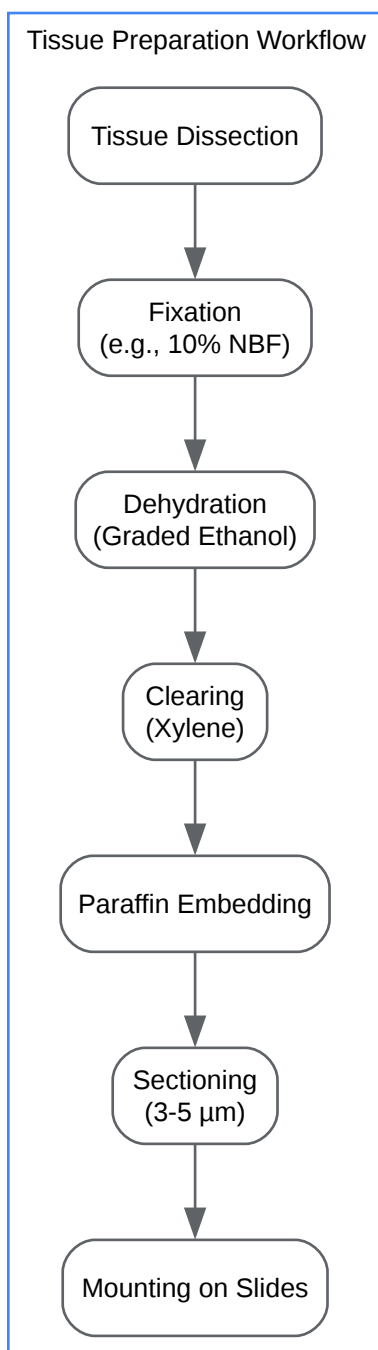 Tissue Preparation Workflow
Tissue Dissection
Fixation
(e.g., 10% NBF)
Dehydration
(Graded Ethanol)
Clearing
(Xylene)
Paraffin Embedding
Sectioning
(3-5 µm)
Mounting on Slides